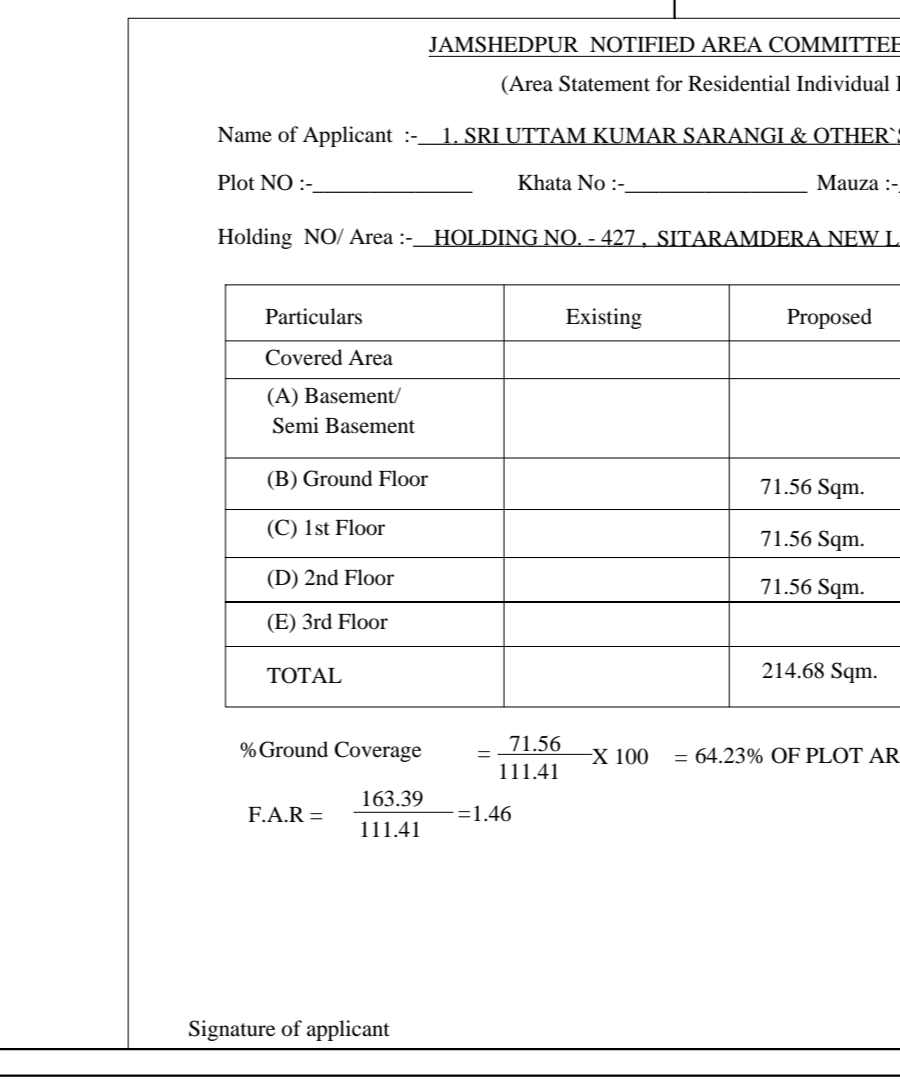 JAMSHEDPUR NOTIFIED AREA COMMITTEE
(Area Statement for Residential Individual
Name of Applicant :- 1. SRI UTTAM KUMAR SARANGI & OTHER`S
Plot NO :-______________ Khata No :-________________ Mauza :-
Holding NO/ Area :- HOLDING NO. - 427 , SITARAMDERA NEW L
Particulars Existing Proposed
Covered Area
(A) Basement/
Semi Basement
(B) Ground Floor 71.56 Sqm.
(C) 1st Floor 71.56 Sqm.
(D) 2nd Floor 71.56 Sqm.
(E) 3rd Floor
TOTAL 214.68 Sqm.
% Ground Coverage = 71.56 / 111.41 X 100 = 64.23% OF PLOT AR
F.A.R = 163.39 / 111.41 =1.46
Signature of applicant